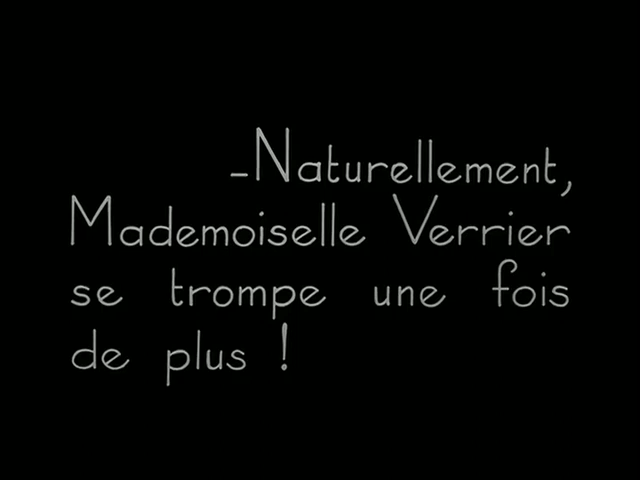 -Naturellement,
Mademoiselle Verrier
se trompe une fois
de plus !